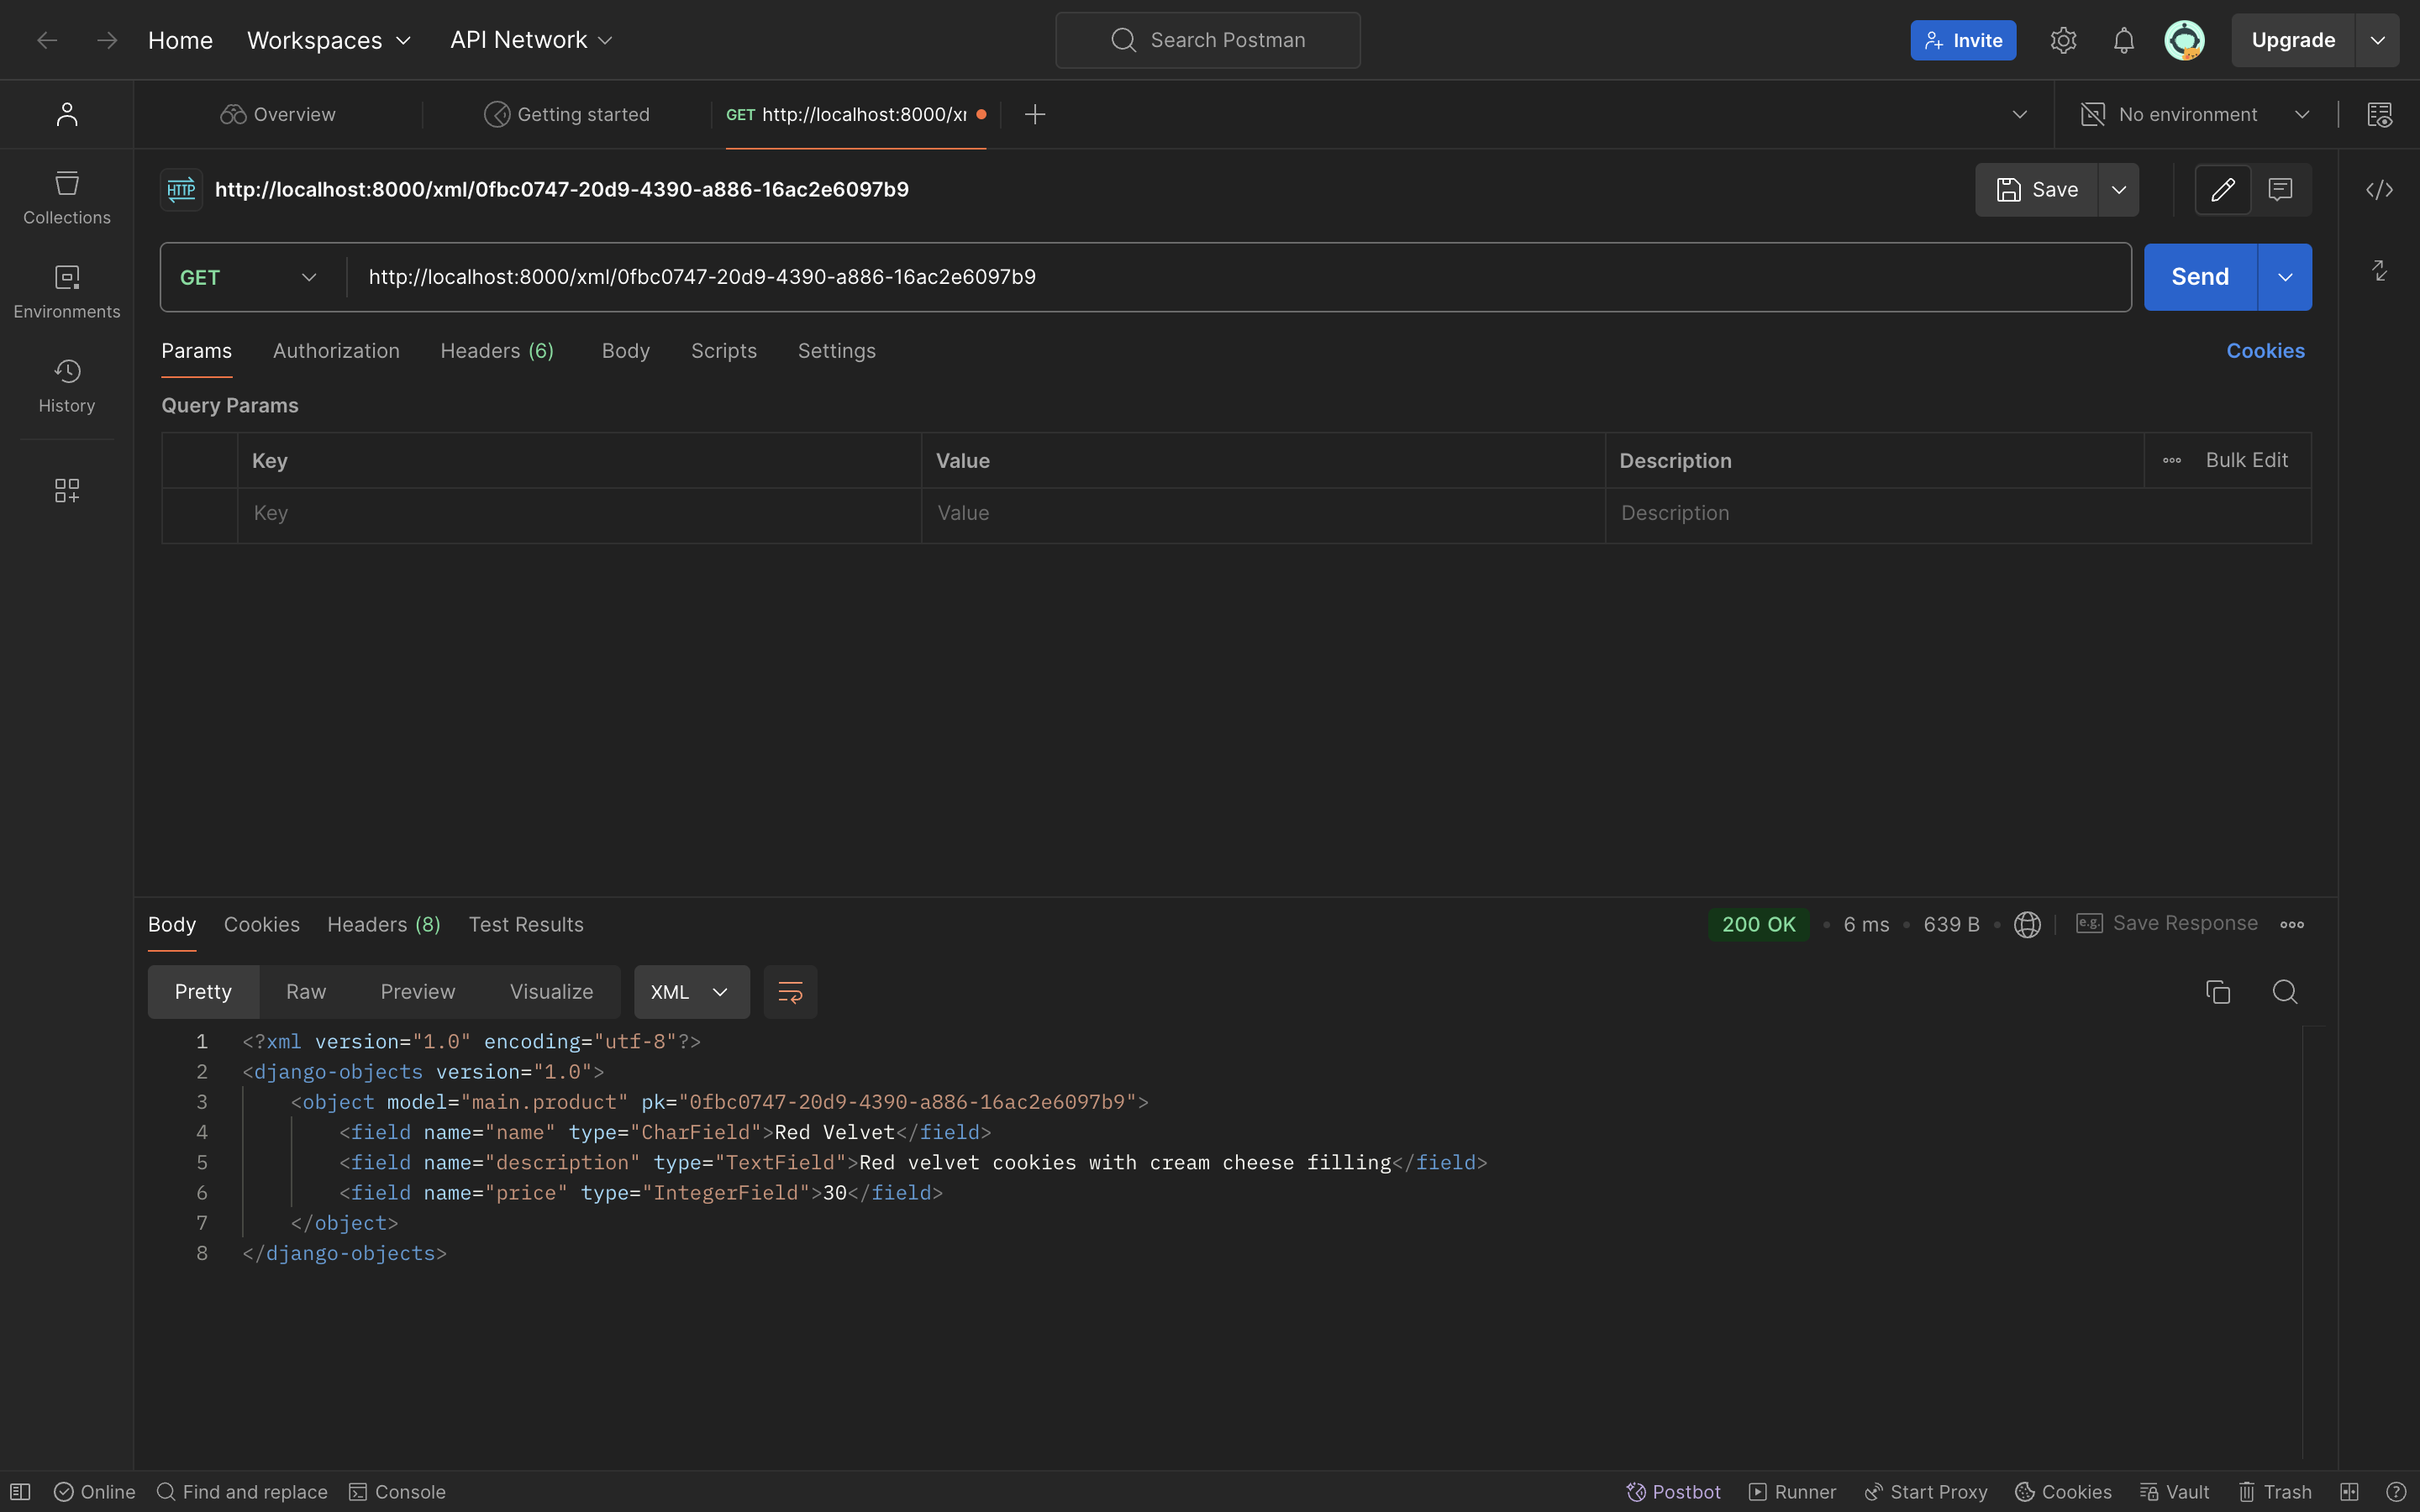 Home Workspaces API Network Search Postman Invite Upgrade
Overview Getting started GET http://localhost:8000/x No environment
HTTP http://localhost:8000/xml/0fbc0747-20d9-4390-a886-16ac2e6097b9 Save
Collections
GET http://localhost:8000/xml/0fbc0747-20d9-4390-a886-16ac2e6097b9 Send
Environments
Params Authorization Headers (6) Body Scripts Settings Cookies
History
Query Params
Key Value Description Bulk Edit
Key Value Description
Body Cookies Headers (8) Test Results 200 OK • 6 ms • 639 B • e.g. Save Response
Pretty Raw Preview Visualize XML
1 <?xml version="1.0" encoding="utf-8"?>
2 <django-objects version="1.0">
3 <object model="main.product" pk="0fbc0747-20d9-4390-a886-16ac2e6097b9">
4 <field name="name" type="CharField">Red Velvet</field>
5 <field name="description" type="TextField">Red velvet cookies with cream cheese filling</field>
6 <field name="price" type="IntegerField">30</field>
7 </object>
8 </django-objects>
Online Find and replace Console Postbot Runner Start Proxy Cookies Vault Trash